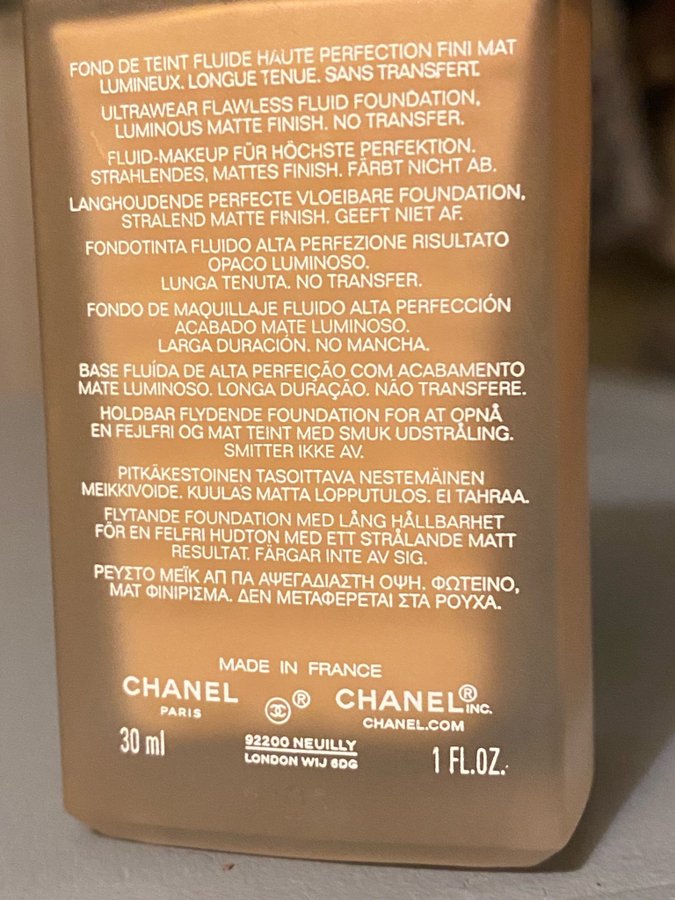 FOND DE TEINT FLUIDE HAUTE PERFECTION FINI MAT
LUMINEUX. LONGUE TENUE. SANS TRANSFERT.
ULTRAWEAR FLAWLESS FLUID FOUNDATION,
LUMINOUS MATTE FINISH. NO TRANSFER.
FLUID-MAKEUP FÜR HÖCHSTE PERFEKTION.
STRAHLENDES, MATTES FINISH. FÄRBT NICHT AB.
LANGHOUDENDE PERFECTE VLOEIBARE FOUNDATION,
STRALEND MATTE FINISH. GEEFT NIET AF.
FONDOTINTA FLUIDO ALTA PERFEZIONE RISULTATO
OPACO LUMINOSO.
LUNGA TENUTA. NO TRANSFER.
FONDO DE MAQUILLAJE FLUIDO ALTA PERFECCIÓN
ACABADO MATE LUMINOSO.
LARGA DURACIÓN. NO MANCHA.
BASE FLUÍDA DE ALTA PERFEIÇÃO COM ACABAMENTO
MATE LUMINOSO. LONGA DURAÇÃO. NÃO TRANSFERE.
HOLDBAR FLYDENDE FOUNDATION FOR AT OPNÅ
EN FEJLFRI OG MAT TEINT MED SMUK UDSTRÅLING.
SMITTER IKKE AV.
PITKÄKESTOINEN TASOITTAVA NESTEMÄINEN
MEIKKIVOIDE. KUULAS MATTA LOPPUTULOS. EI TAHRAA.
FLYTANDE FOUNDATION MED LÅNG HÅLLBARHET
FÖR EN FELFRI HUDTON MED ETT STRÅLANDE MATT
RESULTAT. FÄRGAR INTE AV SIG.
ΡΕΥΣΤΟ ΜΕΪΚ ΑΠ ΓΙΑ ΑΨΕΓΑΔΙΑΣΤΗ ΟΨΗ. ΦΩΤΕΙΝΟ,
ΜΑΤ ΦΙΝΙΡΙΣΜΑ. ΔΕΝ ΜΕΤΑΦΕΡΕΤΑΙ ΣΤΑ ΡΟΥΧΑ.
MADE IN FRANCE
CHANEL ® CHANEL® INC.
PARIS CHANEL.COM
30 ml 92200 NEUILLY 1 FL.OZ.
LONDON W1J 6DG